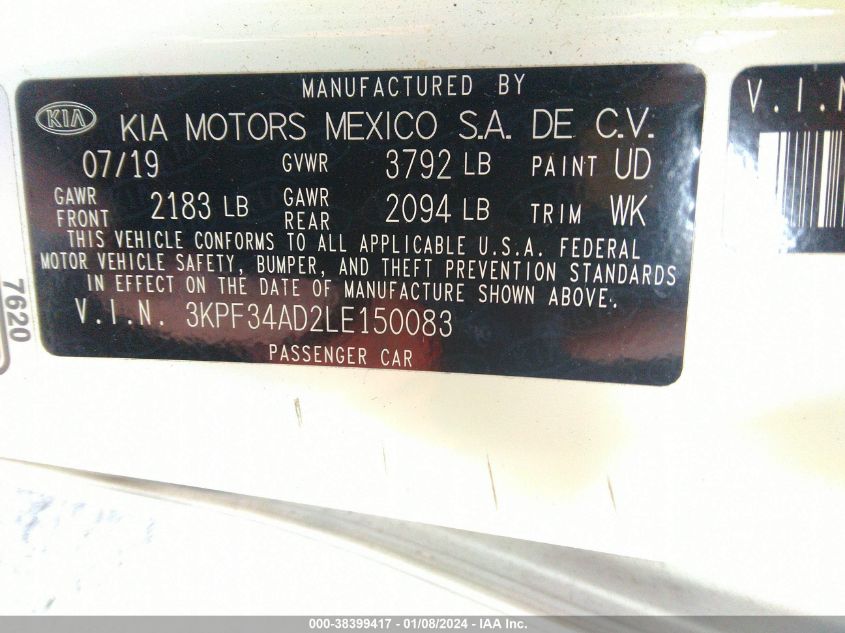 MANUFACTURED BY
KIA KIA MOTORS MEXICO S.A. DE C.V.
07/19 GVWR 3792 LB PAINT UD
GAWR FRONT 2183 LB GAWR REAR 2094 LB TRIM WK
THIS VEHICLE CONFORMS TO ALL APPLICABLE U.S.A. FEDERAL
MOTOR VEHICLE SAFETY, BUMPER, AND THEFT PREVENTION STANDARDS
IN EFFECT ON THE DATE OF MANUFACTURE SHOWN ABOVE.
V.I.N. 3KPF34AD2LE150083
PASSENGER CAR
7620
V.I.N
000-38399417 - 01/08/2024 - IAA Inc.